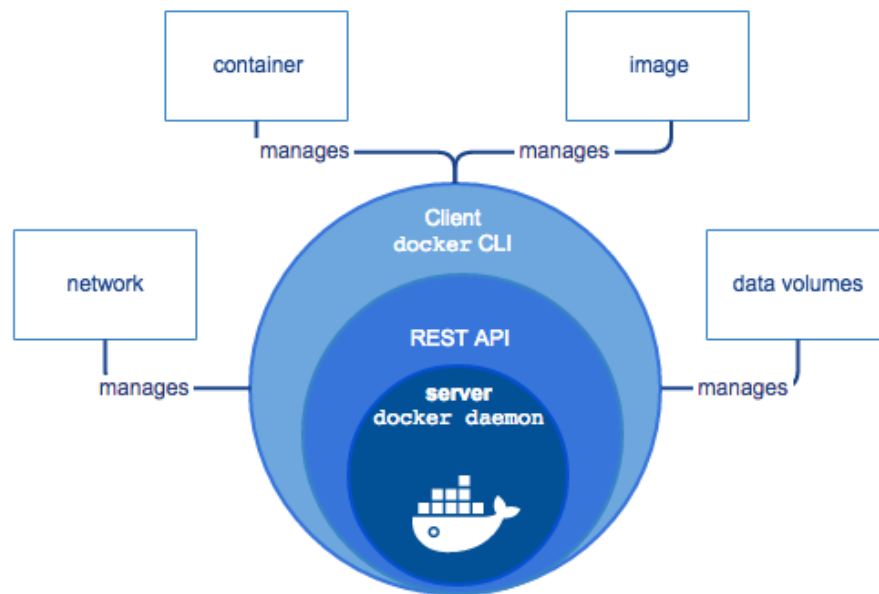 container
image
manages
manages
Client
docker CLI
network
data volumes
REST API
manages
server
manages
docker daemon